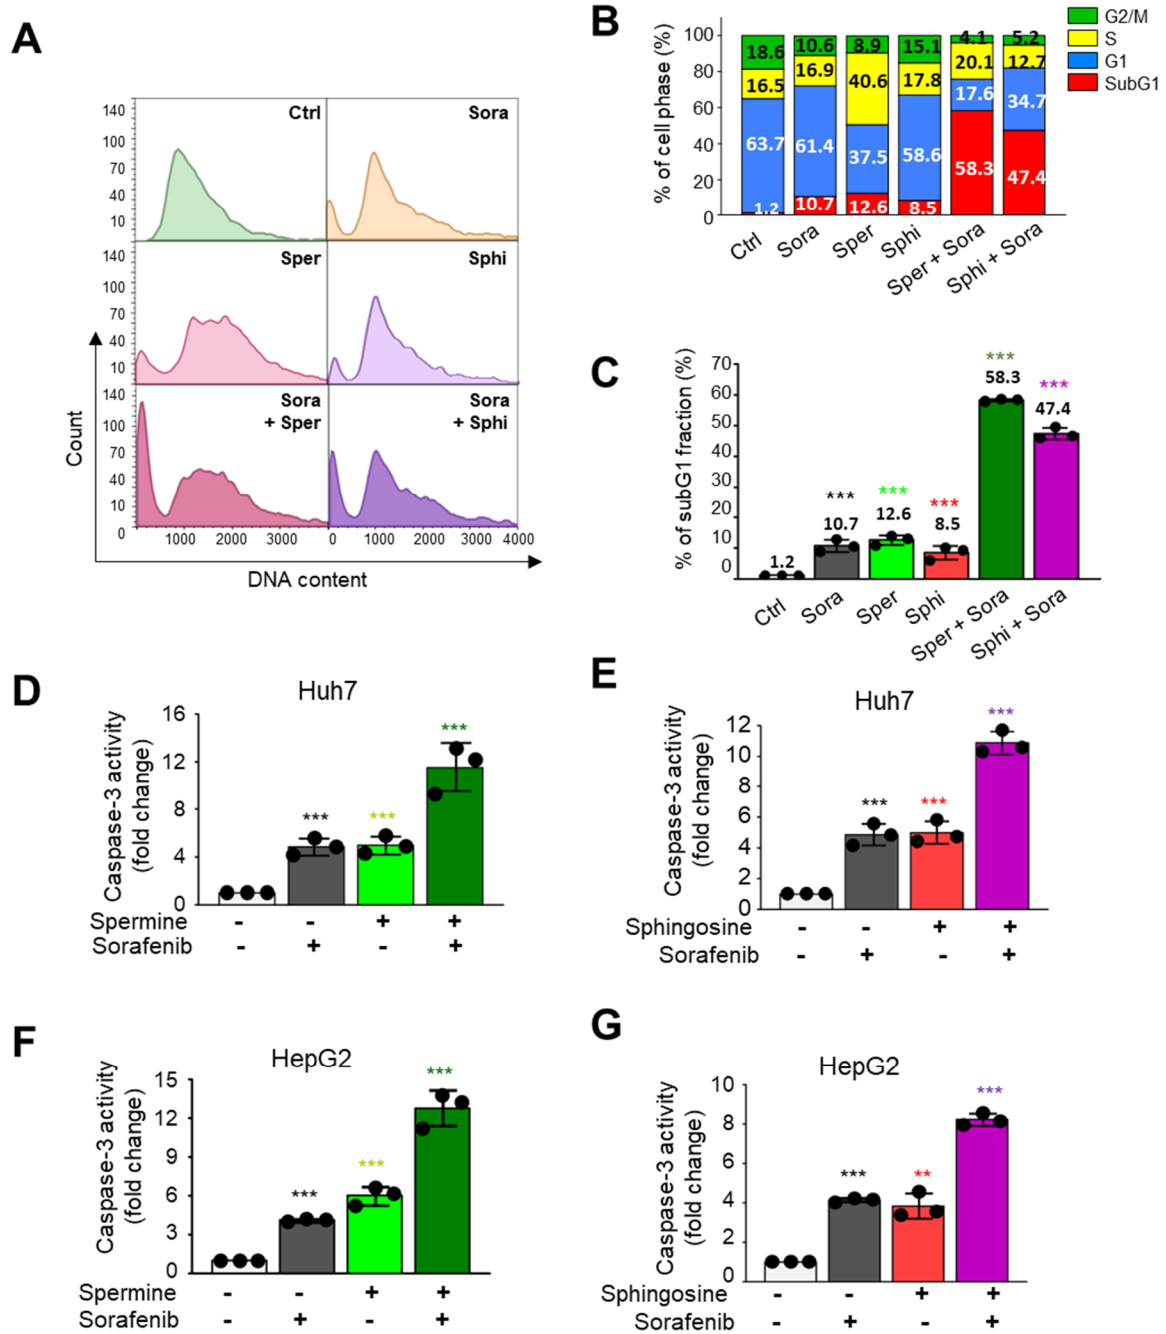 A
140
100
70
40
10
Ctrl
Sora
140
100
70
40
10
Sper
Sphi
140
100
70
40
10
0
Sora
+ Sper
Sora
+ Sphi
Count
1000
2000
3000
0
1000
2000
3000
4000
DNA content
B
% of cell phase (%)
100
80
60
40
20
0
18.6
16.5
63.7
1.2
10.6
16.9
61.4
10.7
8.9
40.6
37.5
12.6
15.1
17.8
58.6
8.5
4.1
20.1
17.6
58.3
5.2
12.7
34.7
47.4
Ctrl
Sora
Sper
Sphi
Sper + Sora
Sphi + Sora
G2/M
S
G1
SubG1
C
% of subG1 fraction (%)
70
60
50
40
30
20
10
0
1.2
***
10.7
***
12.6
***
8.5
***
58.3
***
47.4
Ctrl
Sora
Sper
Sphi
Sper + Sora
Sphi + Sora
D
Huh7
Caspase-3 activity
(fold change)
16
12
8
4
0
***
***
***
Spermine - - + +
Sorafenib - + - +
E
Huh7
Caspase-3 activity
(fold change)
12
10
8
6
4
2
0
***
***
***
Sphingosine - - + +
Sorafenib - + - +
F
HepG2
Caspase-3 activity
(fold change)
15
12
9
6
3
0
***
***
***
Spermine - - + +
Sorafenib - + - +
G
HepG2
Caspase-3 activity
(fold change)
10
8
6
4
2
0
***
**
***
Sphingosine - - + +
Sorafenib - + - +